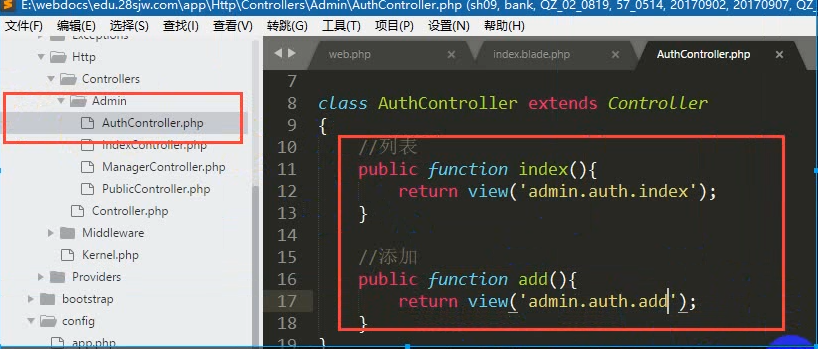 E:\webdocs\edu.28sjw.com\app\Http\Controllers\Admin\AuthController.php (sh09, bank, QZ_02_0819, 57_0514, 20170902, 20170907, QZ_
文件(F) 编辑(E) 选择(S) 查找(I) 查看(V) 转跳(G) 工具(T) 项目(P) 设置(N) 帮助(H)
Exceptions
Http
Controllers
Admin
AuthController.php
IndexController.php
ManagerController.php
PublicController.php
Controller.php
Middleware
Kernel.php
Providers
bootstrap
config
app.php
web.php × index.blade.php × AuthController.php ×
7
8 class AuthController extends Controller
9 {
10 //列表
11 public function index(){
12 return view('admin.auth.index');
13 }
14
15 //添加
16 public function add(){
17 return view('admin.auth.add');
18 }
19 }